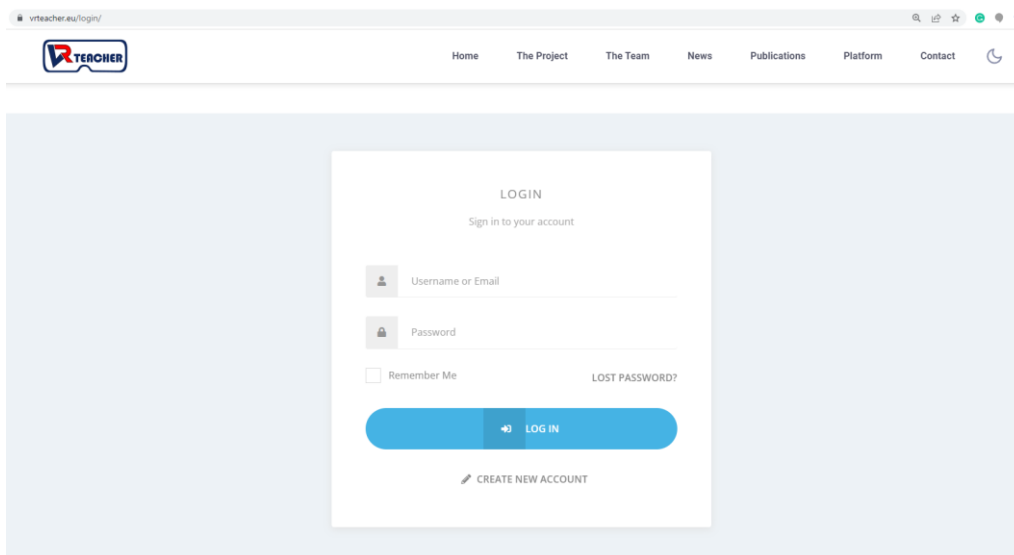 vrteacher.eu/login/
VR TEACHER
Home The Project The Team News Publications Platform Contact
LOGIN
Sign in to your account
Username or Email
Password
Remember Me
LOST PASSWORD?
LOG IN
CREATE NEW ACCOUNT